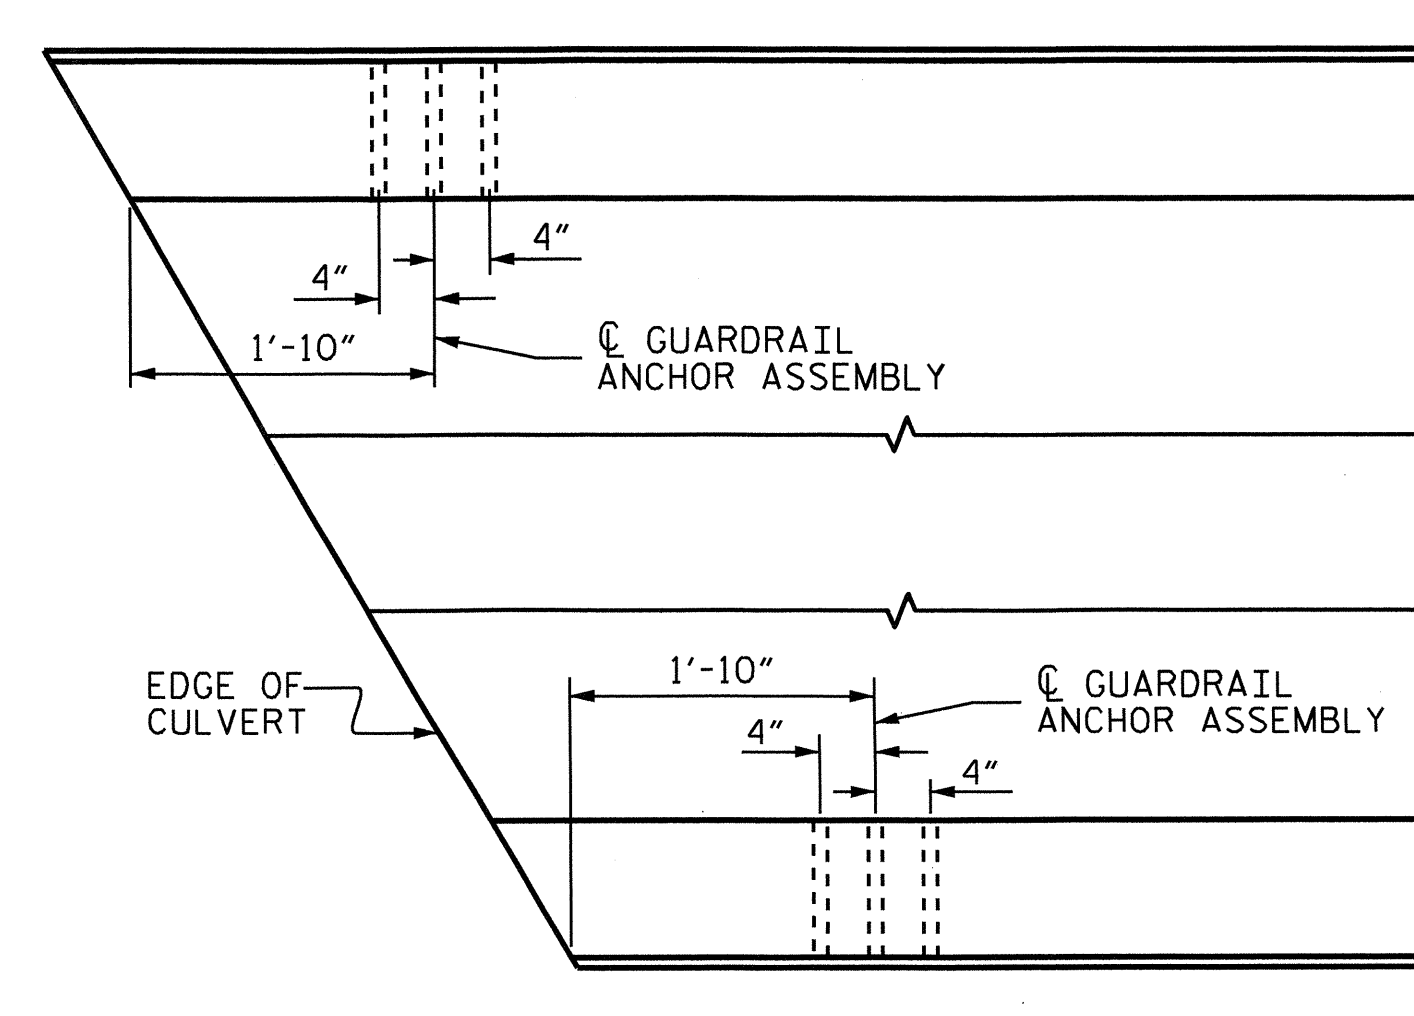 4"
4"
1'-10"
℄ GUARDRAIL
ANCHOR ASSEMBLY
1'-10"
℄ GUARDRAIL
ANCHOR ASSEMBLY
EDGE OF
CULVERT
4"
4"